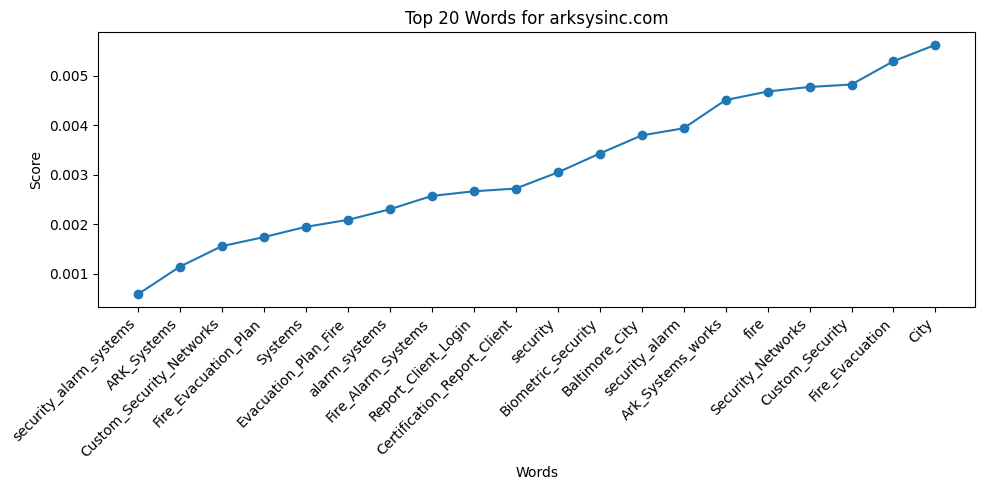 Top 20 Words for arksysinc.com
Score
0.005
0.004
0.003
0.002
0.001
security_alarm_systems
ARK_Systems
Custom_Security_Networks
Fire_Evacuation_Plan
Systems
Evacuation_Plan_Fire
alarm_systems
Fire_Alarm_Systems
Report_Client_Login
Certification_Report_Client
security
Biometric_Security
Baltimore_City
security_alarm
Ark_Systems_works
fire
Security_Networks
Custom_Security
Fire_Evacuation
City
Words